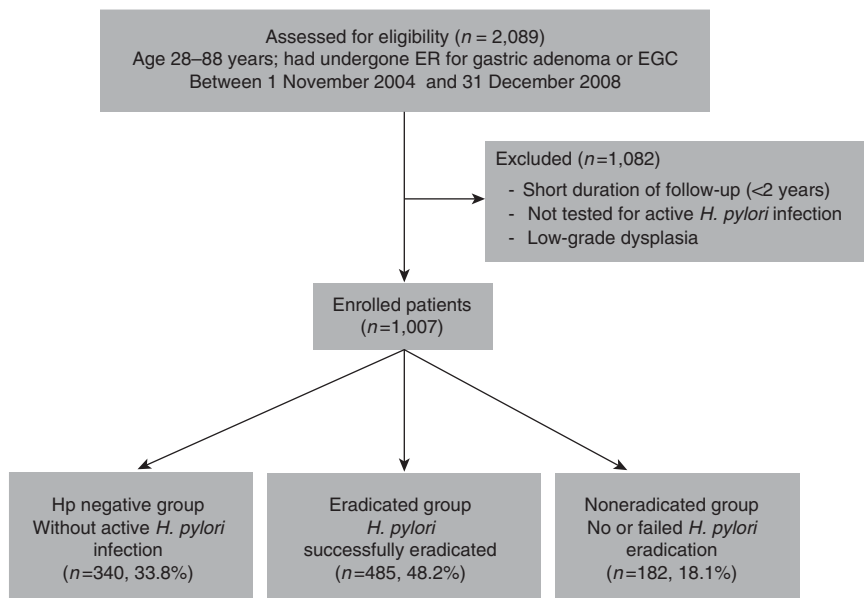 Assessed for eligibility (n = 2,089)
Age 28–88 years; had undergone ER for gastric adenoma or EGC
Between 1 November 2004 and 31 December 2008
Excluded (n=1,082)
- Short duration of follow-up (<2 years)
- Not tested for active H. pylori infection
- Low-grade dysplasia
Enrolled patients
(n=1,007)
Hp negative group
Without active H. pylori
infection
(n=340, 33.8%)
Eradicated group
H. pylori
successfully eradicated
(n=485, 48.2%)
Noneradicated group
No or failed H. pylori
eradication
(n=182, 18.1%)